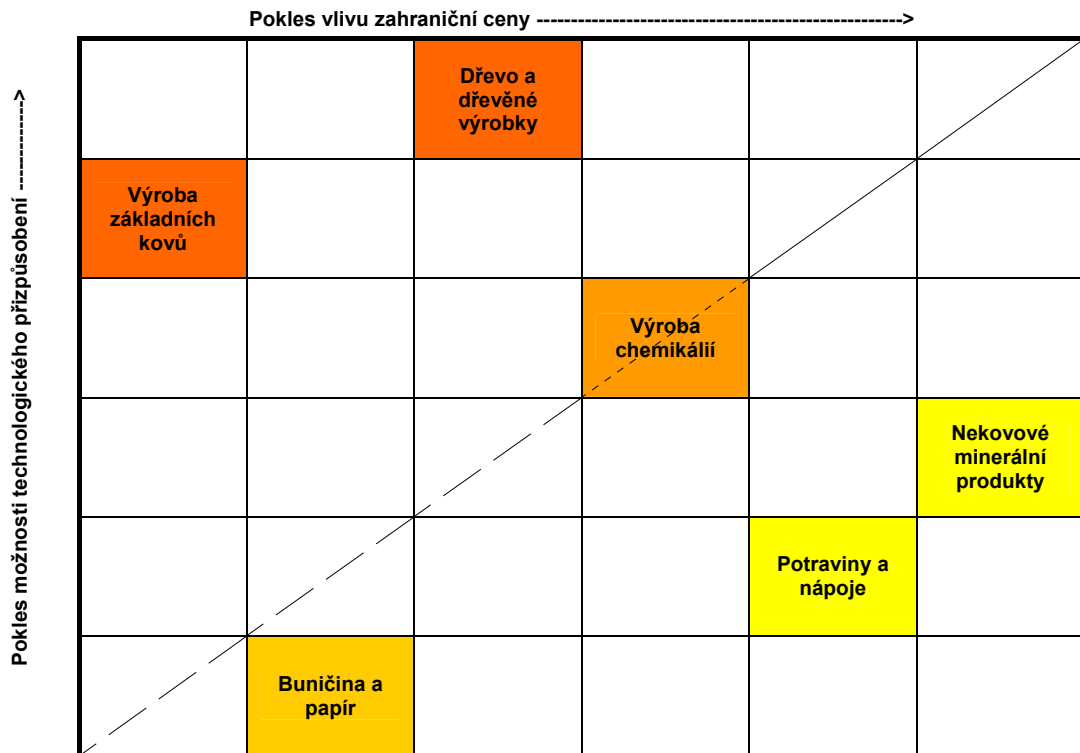 Pokles vlivu zahraniční ceny ------------------------------------------------------>
Pokles možnosti technologického přizpůsobení ------------->
Dřevo a
dřevěné
výrobky
Výroba
základních
kovů
Výroba
chemikálií
Nekovové
minerální
produkty
Potraviny a
nápoje
Buničina a
papír